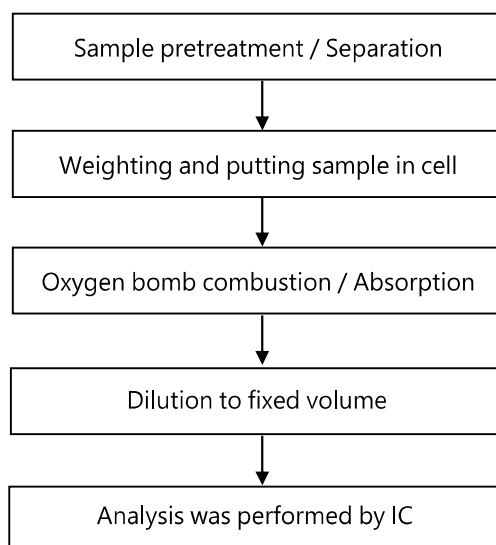 Sample pretreatment / Separation
Weighting and putting sample in cell
Oxygen bomb combustion / Absorption
Dilution to fixed volume
Analysis was performed by IC